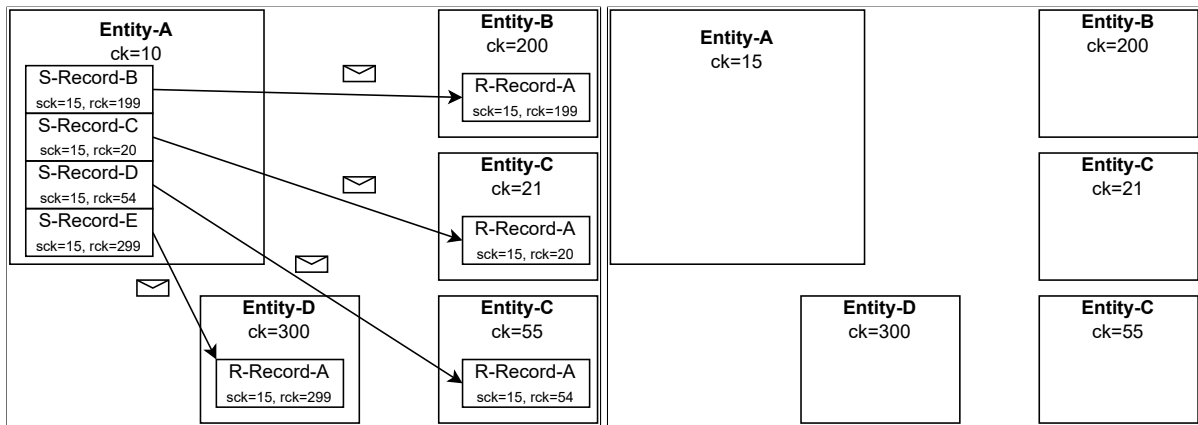 Entity-A
ck=10
S-Record-B
sck=15, rck=199
S-Record-C
sck=15, rck=20
S-Record-D
sck=15, rck=54
S-Record-E
sck=15, rck=299
Entity-B
ck=200
R-Record-A
sck=15, rck=199
Entity-C
ck=21
R-Record-A
sck=15, rck=20
Entity-D
ck=300
R-Record-A
sck=15, rck=299
Entity-C
ck=55
R-Record-A
sck=15, rck=54
Entity-A
ck=15
Entity-B
ck=200
Entity-C
ck=21
Entity-D
ck=300
Entity-C
ck=55